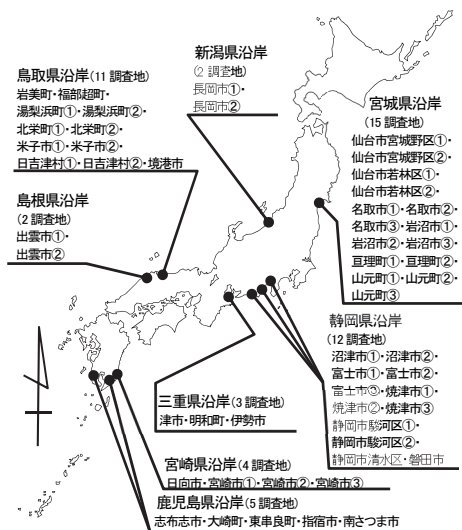 新潟県沿岸
(2 調査地)
長岡市①・
長岡市②
鳥取県沿岸(11 調査地)
岩美町・福部超町・
湯梨浜町①・湯梨浜町②・
北栄町①・北栄町②・
米子市①・米子市②・
日吉津村①・日吉津村②・境港市
宮城県沿岸
(15 調査地)
仙台市宮城野区①・
仙台市宮城野区②・
仙台市若林区①・
仙台市若林区②・
名取市①・名取市②・
名取市③・岩沼市①・
岩沼市②・岩沼市③・
亘理町①・亘理町②・
山元町①・山元町②・
山元町③
島根県沿岸
(2 調査地)
出雲市①・
出雲市②
静岡県沿岸
(12 調査地)
沼津市①・沼津市②・
富士市①・富士市②・
富士市③・焼津市①・
焼津市②・焼津市③
静岡市駿河区①・
静岡市駿河区②・
静岡市清水区・磐田市
三重県沿岸(3 調査地)
津市・明和町・伊勢市
宮崎県沿岸(4 調査地)
日向市・宮崎市①・宮崎市②・宮崎市③
鹿児島県沿岸(5 調査地)
志布志市・大崎町・東串良町・指宿市・南さつま市